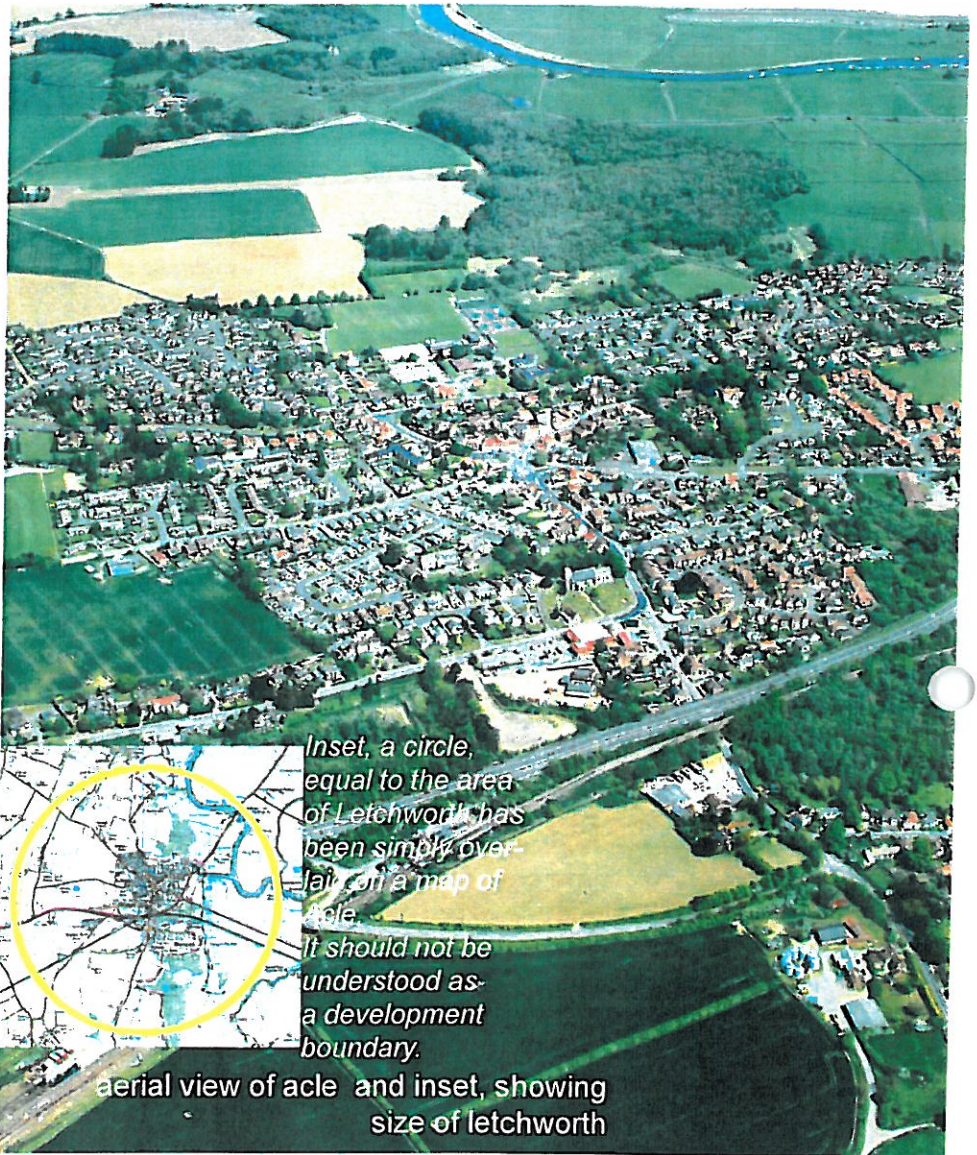 Inset, a circle,
equal to the area
of Letchworth has
been simply over-
laid on a map of
Acle.
It should not be
understood as
a development
boundary.
aerial view of acle and inset, showing
size of letchworth